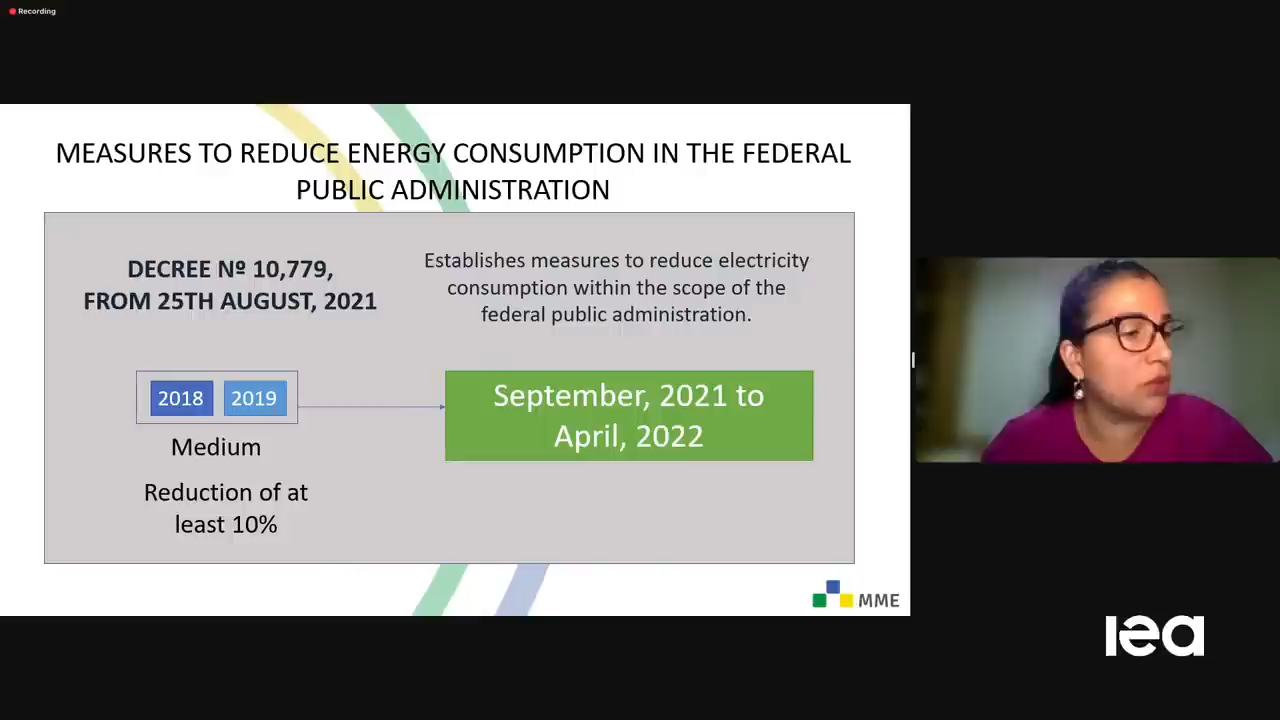 Recording
MEASURES TO REDUCE ENERGY CONSUMPTION IN THE FEDERAL
PUBLIC ADMINISTRATION
DECREE Nº 10,779,
FROM 25TH AUGUST, 2021
Establishes measures to reduce electricity
consumption within the scope of the
federal public administration.
2018 2019
Medium
Reduction of at
least 10%
September, 2021 to
April, 2022
MME
iea